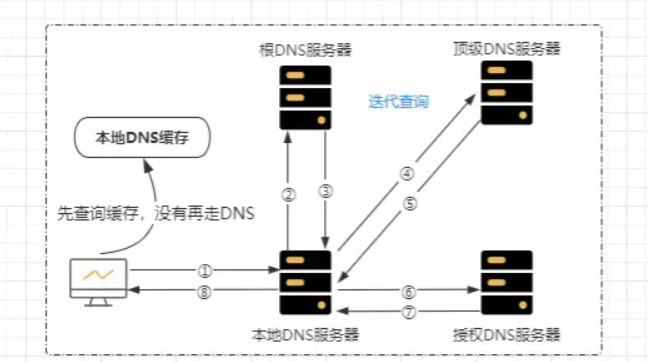 根DNS服务器
顶级DNS服务器
迭代查询
本地DNS缓存
④
②
③
⑤
先查询缓存，没有再走DNS
①
⑧
⑥
⑦
本地DNS服务器
授权DNS服务器